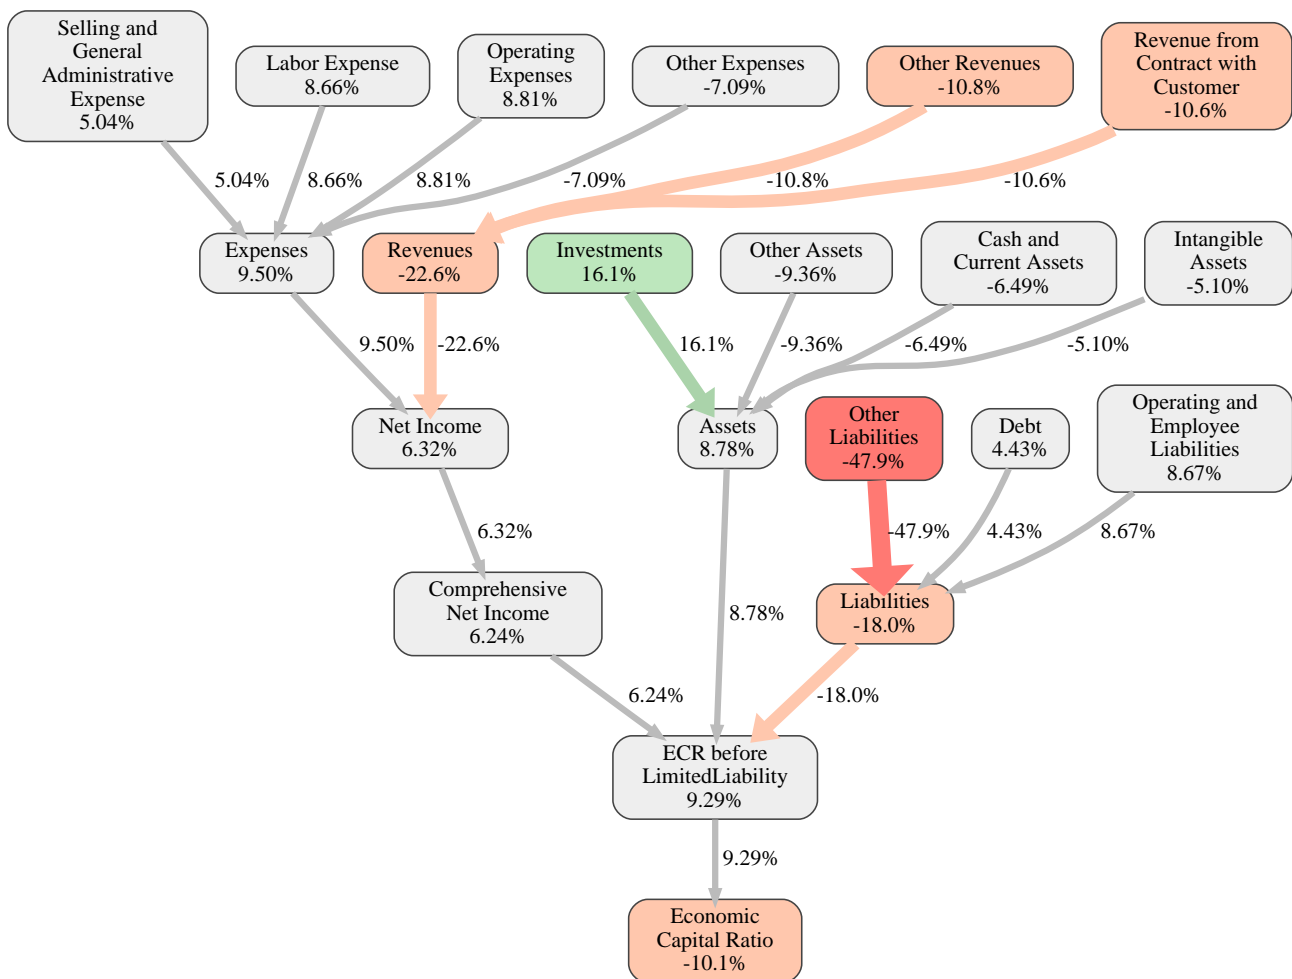 Selling and
General
Administrative
Expense
5.04%
Labor Expense
8.66%
Operating
Expenses
8.81%
Other Expenses
-7.09%
Other Revenues
-10.8%
Revenue from
Contract with
Customer
-10.6%
5.04%
8.66%
8.81%
-7.09%
-10.8%
-10.6%
Expenses
9.50%
Revenues
-22.6%
Investments
16.1%
Other Assets
-9.36%
Cash and
Current Assets
-6.49%
Intangible
Assets
-5.10%
9.50%
-22.6%
16.1%
-9.36%
-6.49%
-5.10%
Net Income
6.32%
Assets
8.78%
Other
Liabilities
-47.9%
Debt
4.43%
Operating and
Employee
Liabilities
8.67%
6.32%
-47.9%
4.43%
8.67%
Comprehensive
Net Income
6.24%
8.78%
Liabilities
-18.0%
6.24%
-18.0%
ECR before
LimitedLiability
9.29%
9.29%
Economic
Capital Ratio
-10.1%